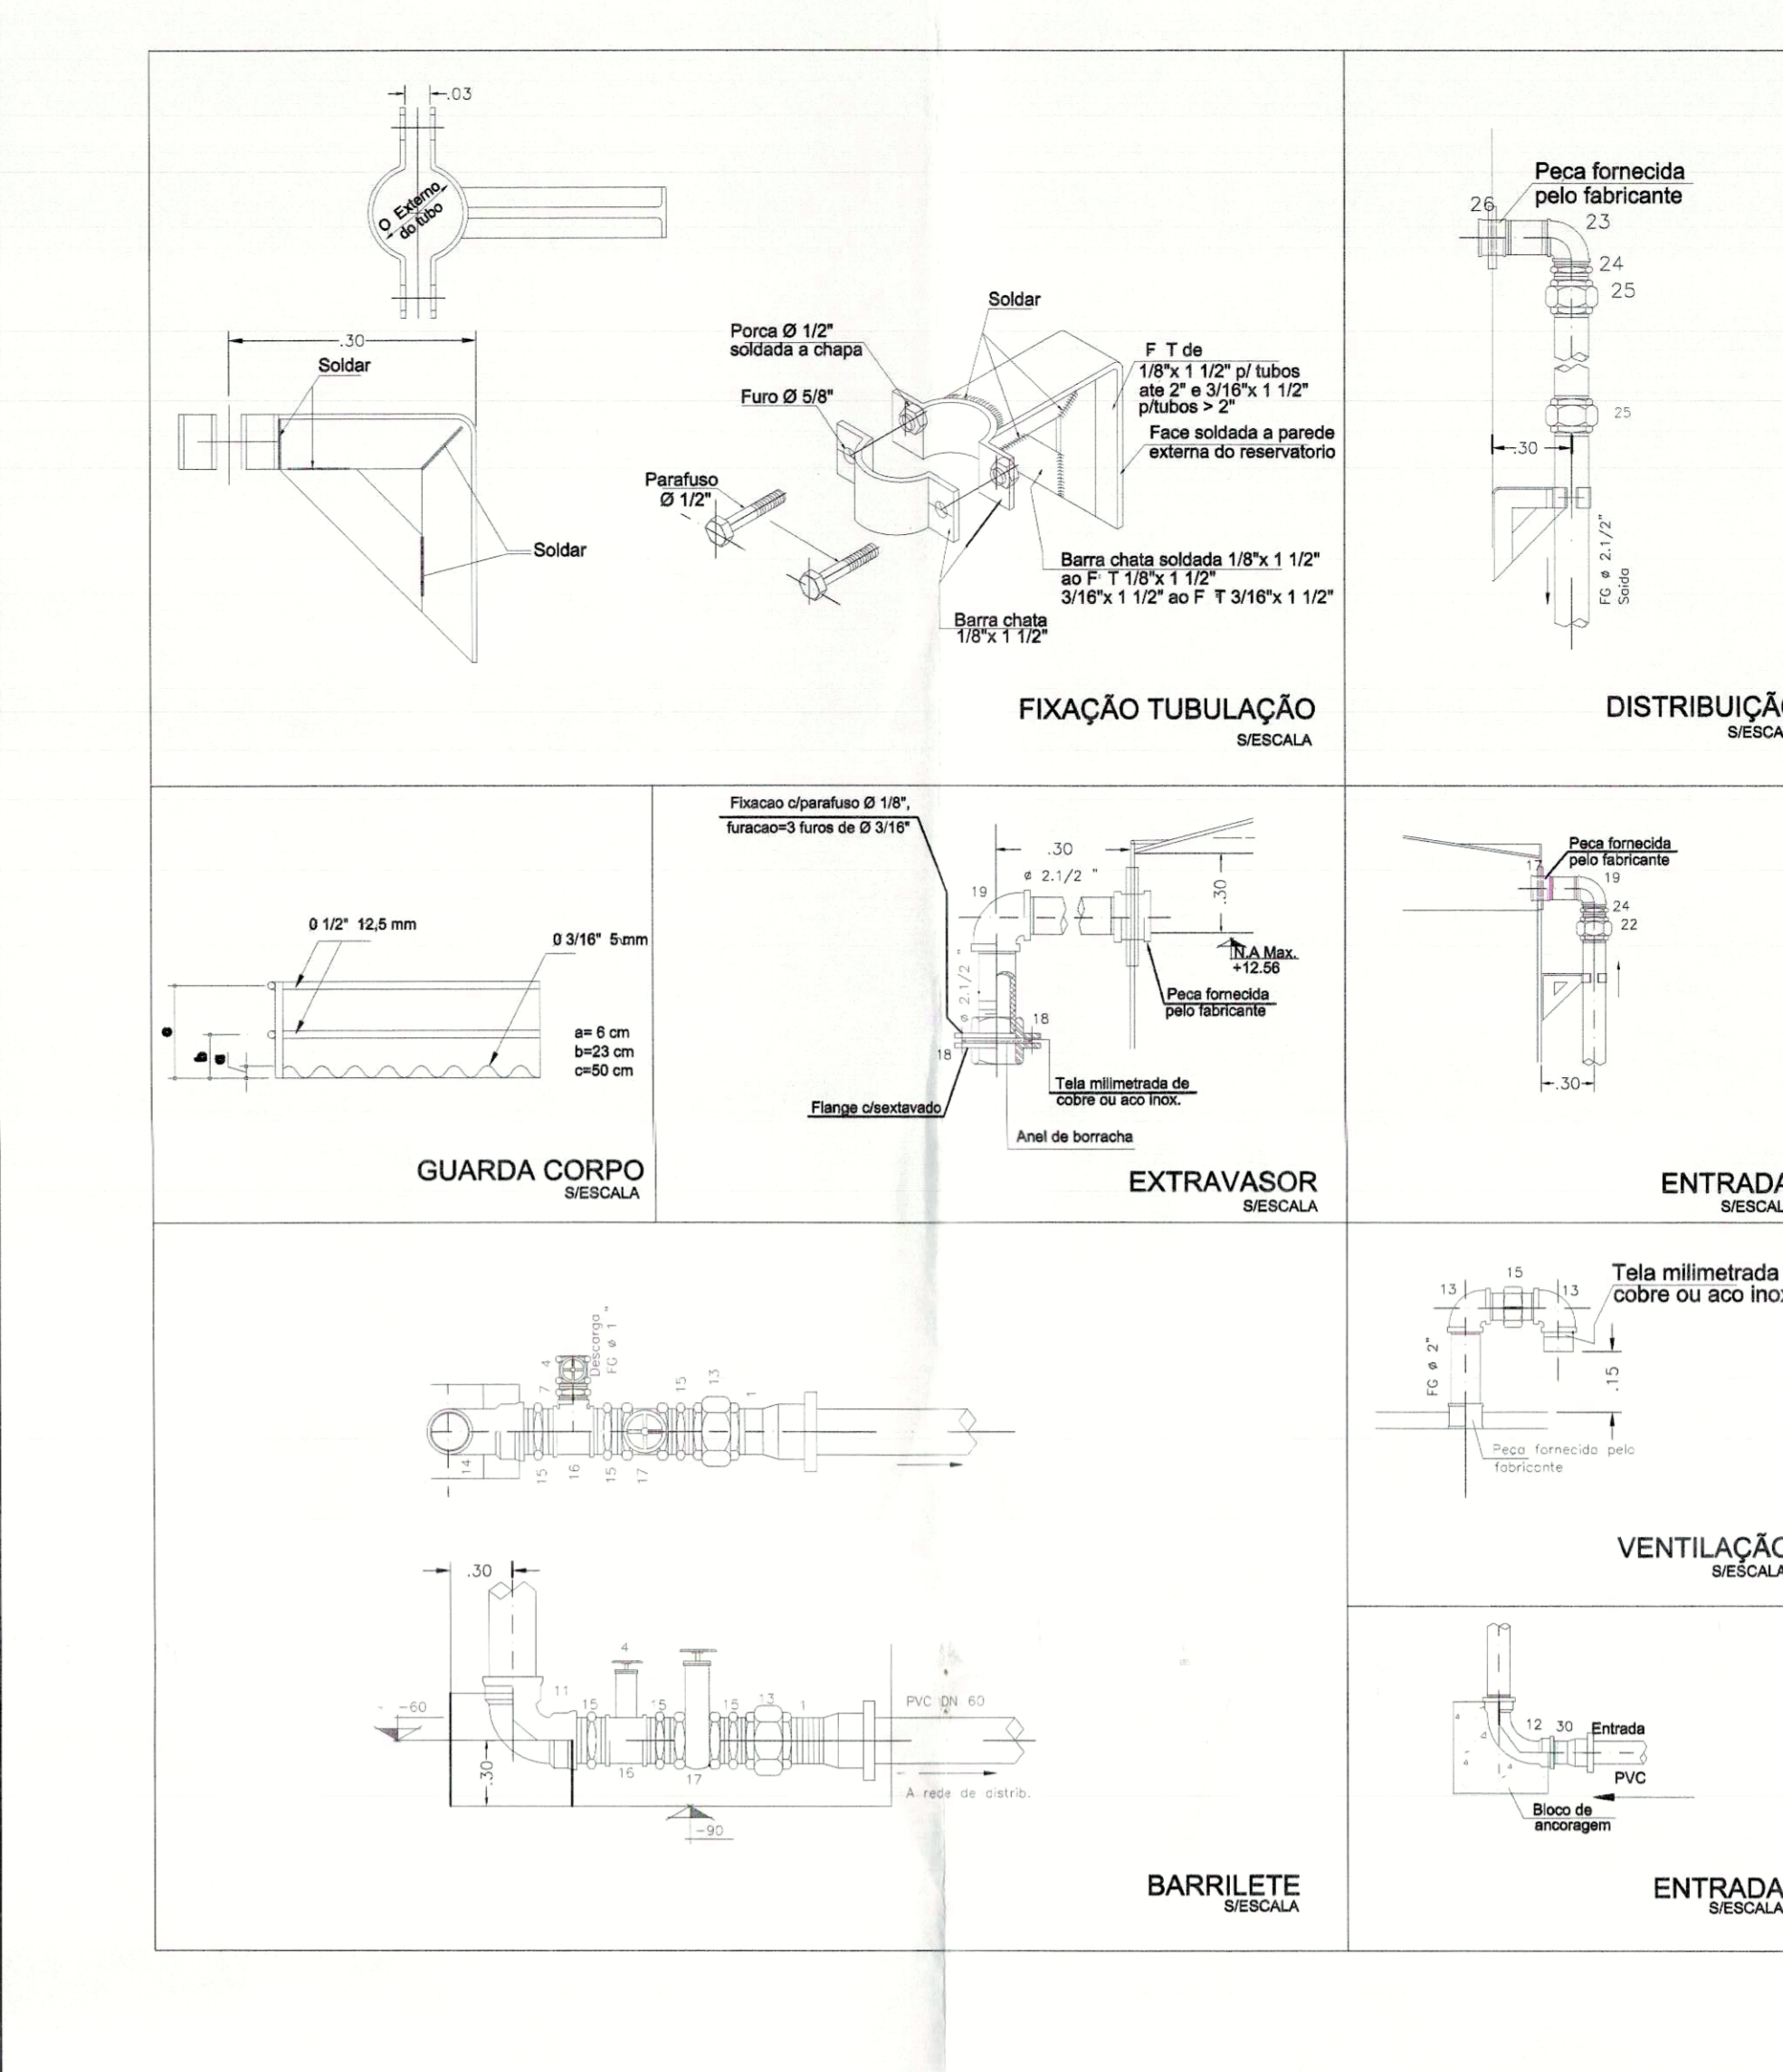 .03
O Externo
do tubo
.30
Soldar
Soldar
Soldar
Porca Ø 1/2"
soldada a chapa
Furo Ø 5/8"
Parafuso
Ø 1/2"
F T de
1/8"x 1 1/2" p/ tubos
ate 2" e 3/16"x 1 1/2"
p/tubos > 2"
Face soldada a parede
externa do reservatorio
Barra chata soldada 1/8"x 1 1/2"
ao F T 1/8"x 1 1/2"
3/16"x 1 1/2" ao F T 3/16"x 1 1/2"
Barra chata
1/8"x 1 1/2"
FIXAÇÃO TUBULAÇÃO
S/ESCALA
Peca fornecida
pelo fabricante
26
23
24
25
25
.30
FG ø 2.1/2"
Saida
DISTRIBUIÇÃO
S/ESCA
0 1/2" 12,5 mm
0 3/16" 5 mm
c
b
a
a= 6 cm
b=23 cm
c=50 cm
GUARDA CORPO
S/ESCALA
Fixacao c/parafuso Ø 1/8",
furacao=3 furos de Ø 3/16"
.30
ø 2.1/2 "
19
.30
N.A Max.
+12.56
Peca fornecida
pelo fabricante
ø 2.1/2 "
18
18
Tela milimetrada de
cobre ou aco inox.
Flange c/sextavado
Anel de borracha
EXTRAVASOR
S/ESCALA
Peca fornecida
pelo fabricante
17
19
24
22
.30
ENTRADA
S/ESCAL
Descarga
FG ø 1 "
4
7
15
13
1
14
15
16
15
17
.30
4
11
15
15
15
13
1
-60
.30
16
17
PVC DN 60
A rede de distrib.
-90
BARRILETE
S/ESCALA
13
15
13
Tela milimetrada
cobre ou aco inox
FG ø 2"
.15
Peca fornecida pelo
fabricante
VENTILAÇÃO
S/ESCALA
12
30
Entrada
PVC
Bloco de
ancoragem
ENTRADA
S/ESCALA